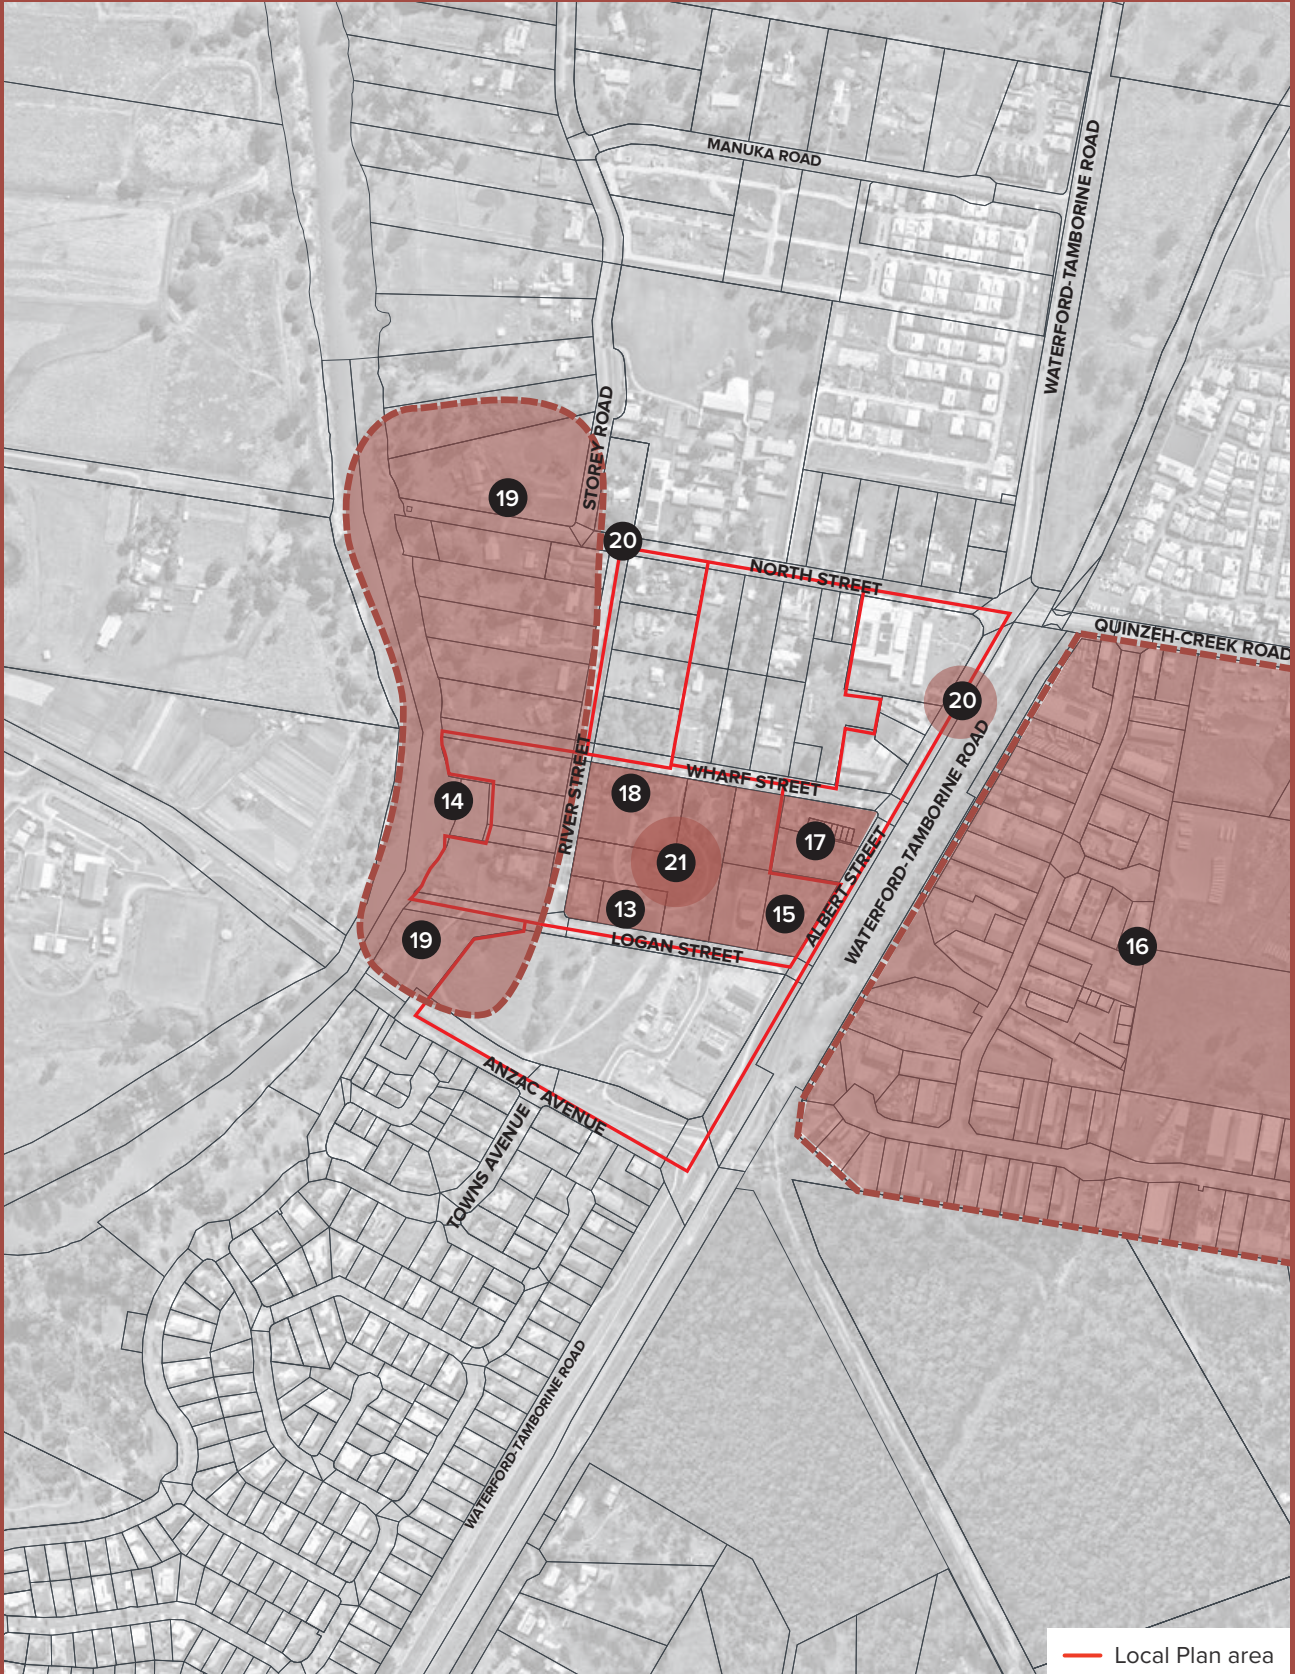 MANUKA ROAD
WATERFORD-TAMBORINE ROAD
STOREY ROAD
19
20
NORTH STREET
QUINZEH-CREEK ROAD
20
WATERFORD-TAMBORINE ROAD
RIVER STREET
WHARF STREET
14
18
17
21
ALBERT STREET
13
15
19
LOGAN STREET
16
ANZAC AVENUE
TOWNS AVENUE
WATERFORD-TAMBORINE ROAD
Local Plan area